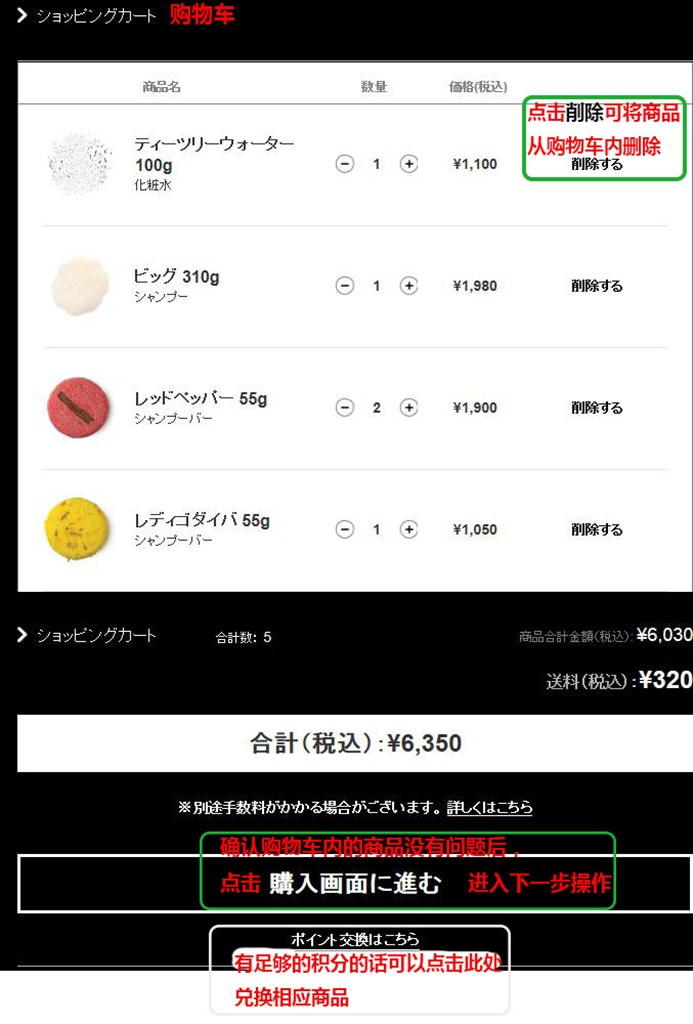 ショッピングカート 购物车
商品名 数量 価格(税込)
点击削除可将商品
从购物车内删除
ティーツリーウォーター
100g
化粧水
1 ¥1,100 削除する
ビッグ 310g
シャンプー
1 ¥1,980 削除する
レッドペッパー 55g
シャンプーバー
2 ¥1,900 削除する
レディゴダイバ 55g
シャンプーバー
1 ¥1,050 削除する
ショッピングカート 合計数: 5 商品合計金額(税込): ¥6,030
送料(税込) :¥320
合計(税込) :¥6,350
※別途手数料がかかる場合がございます。詳しくはこちら
确认购物车内的商品没有问题后，
点击 購入画面に進む 进入下一步操作
ポイント交換はこちら
有足够的积分的话可以点击此处
兑换相应商品